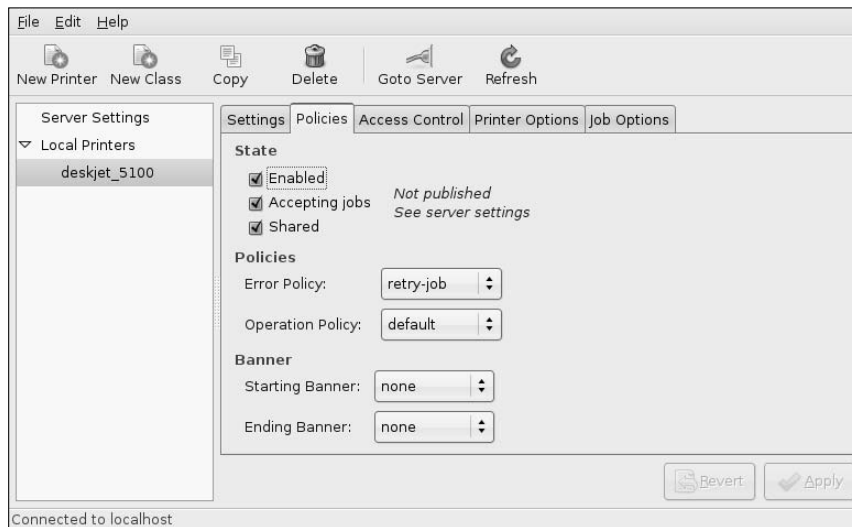 File Edit Help
New Printer New Class Copy Delete Goto Server Refresh
Server Settings
Local Printers
deskjet_5100
Settings Policies Access Control Printer Options Job Options
State
Enabled
Accepting jobs
Shared
Not published
See server settings
Policies
Error Policy: retry-job
Operation Policy: default
Banner
Starting Banner: none
Ending Banner: none
Revert Apply
Connected to localhost